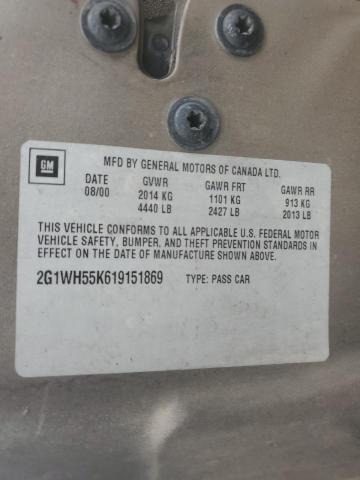 GM
MFD BY GENERAL MOTORS OF CANADA LTD.
DATE GVWR GAWR FRT GAWR RR
08/00 2014 KG 1101 KG 913 KG
4440 LB 2427 LB 2013 LB
THIS VEHICLE CONFORMS TO ALL APPLICABLE U.S. FEDERAL MOTOR
VEHICLE SAFETY, BUMPER, AND THEFT PREVENTION STANDARDS IN
EFFECT ON THE DATE OF MANUFACTURE SHOWN ABOVE.
2G1WH55K619151869 TYPE: PASS CAR